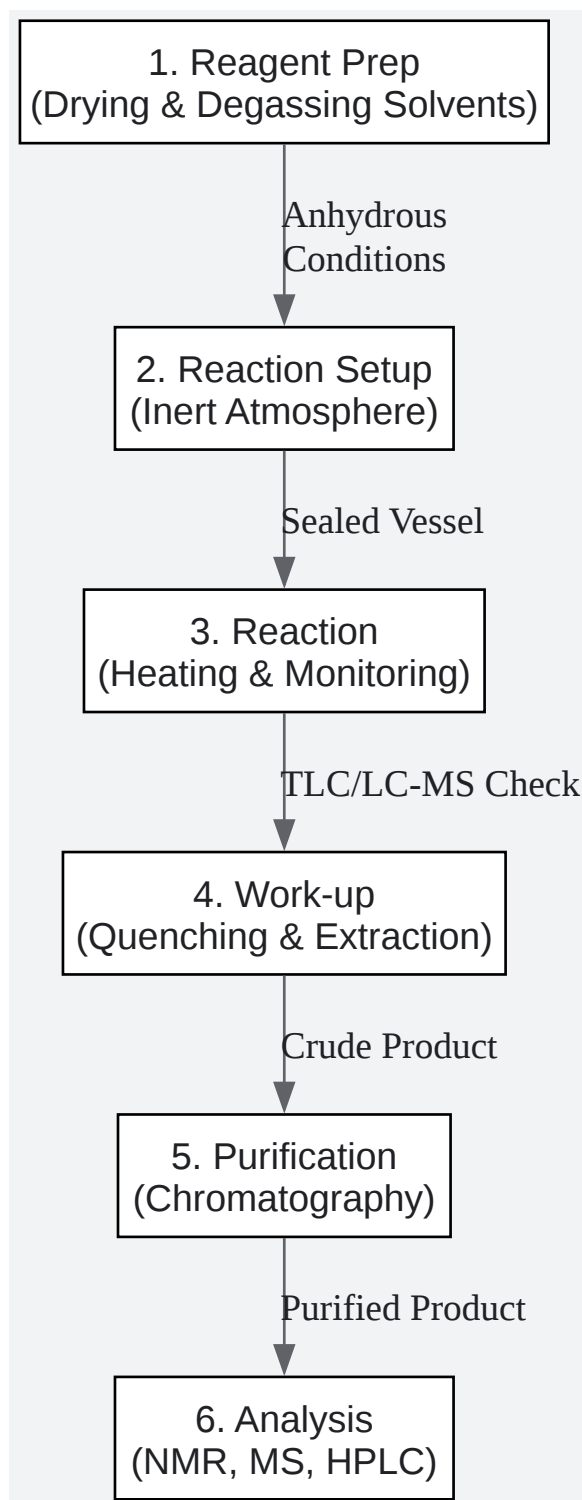 1. Reagent Prep
(Drying & Degassing Solvents)
Anhydrous
Conditions
2. Reaction Setup
(Inert Atmosphere)
Sealed Vessel
3. Reaction
(Heating & Monitoring)
TLC/LC-MS Check
4. Work-up
(Quenching & Extraction)
Crude Product
5. Purification
(Chromatography)
Purified Product
6. Analysis
(NMR, MS, HPLC)